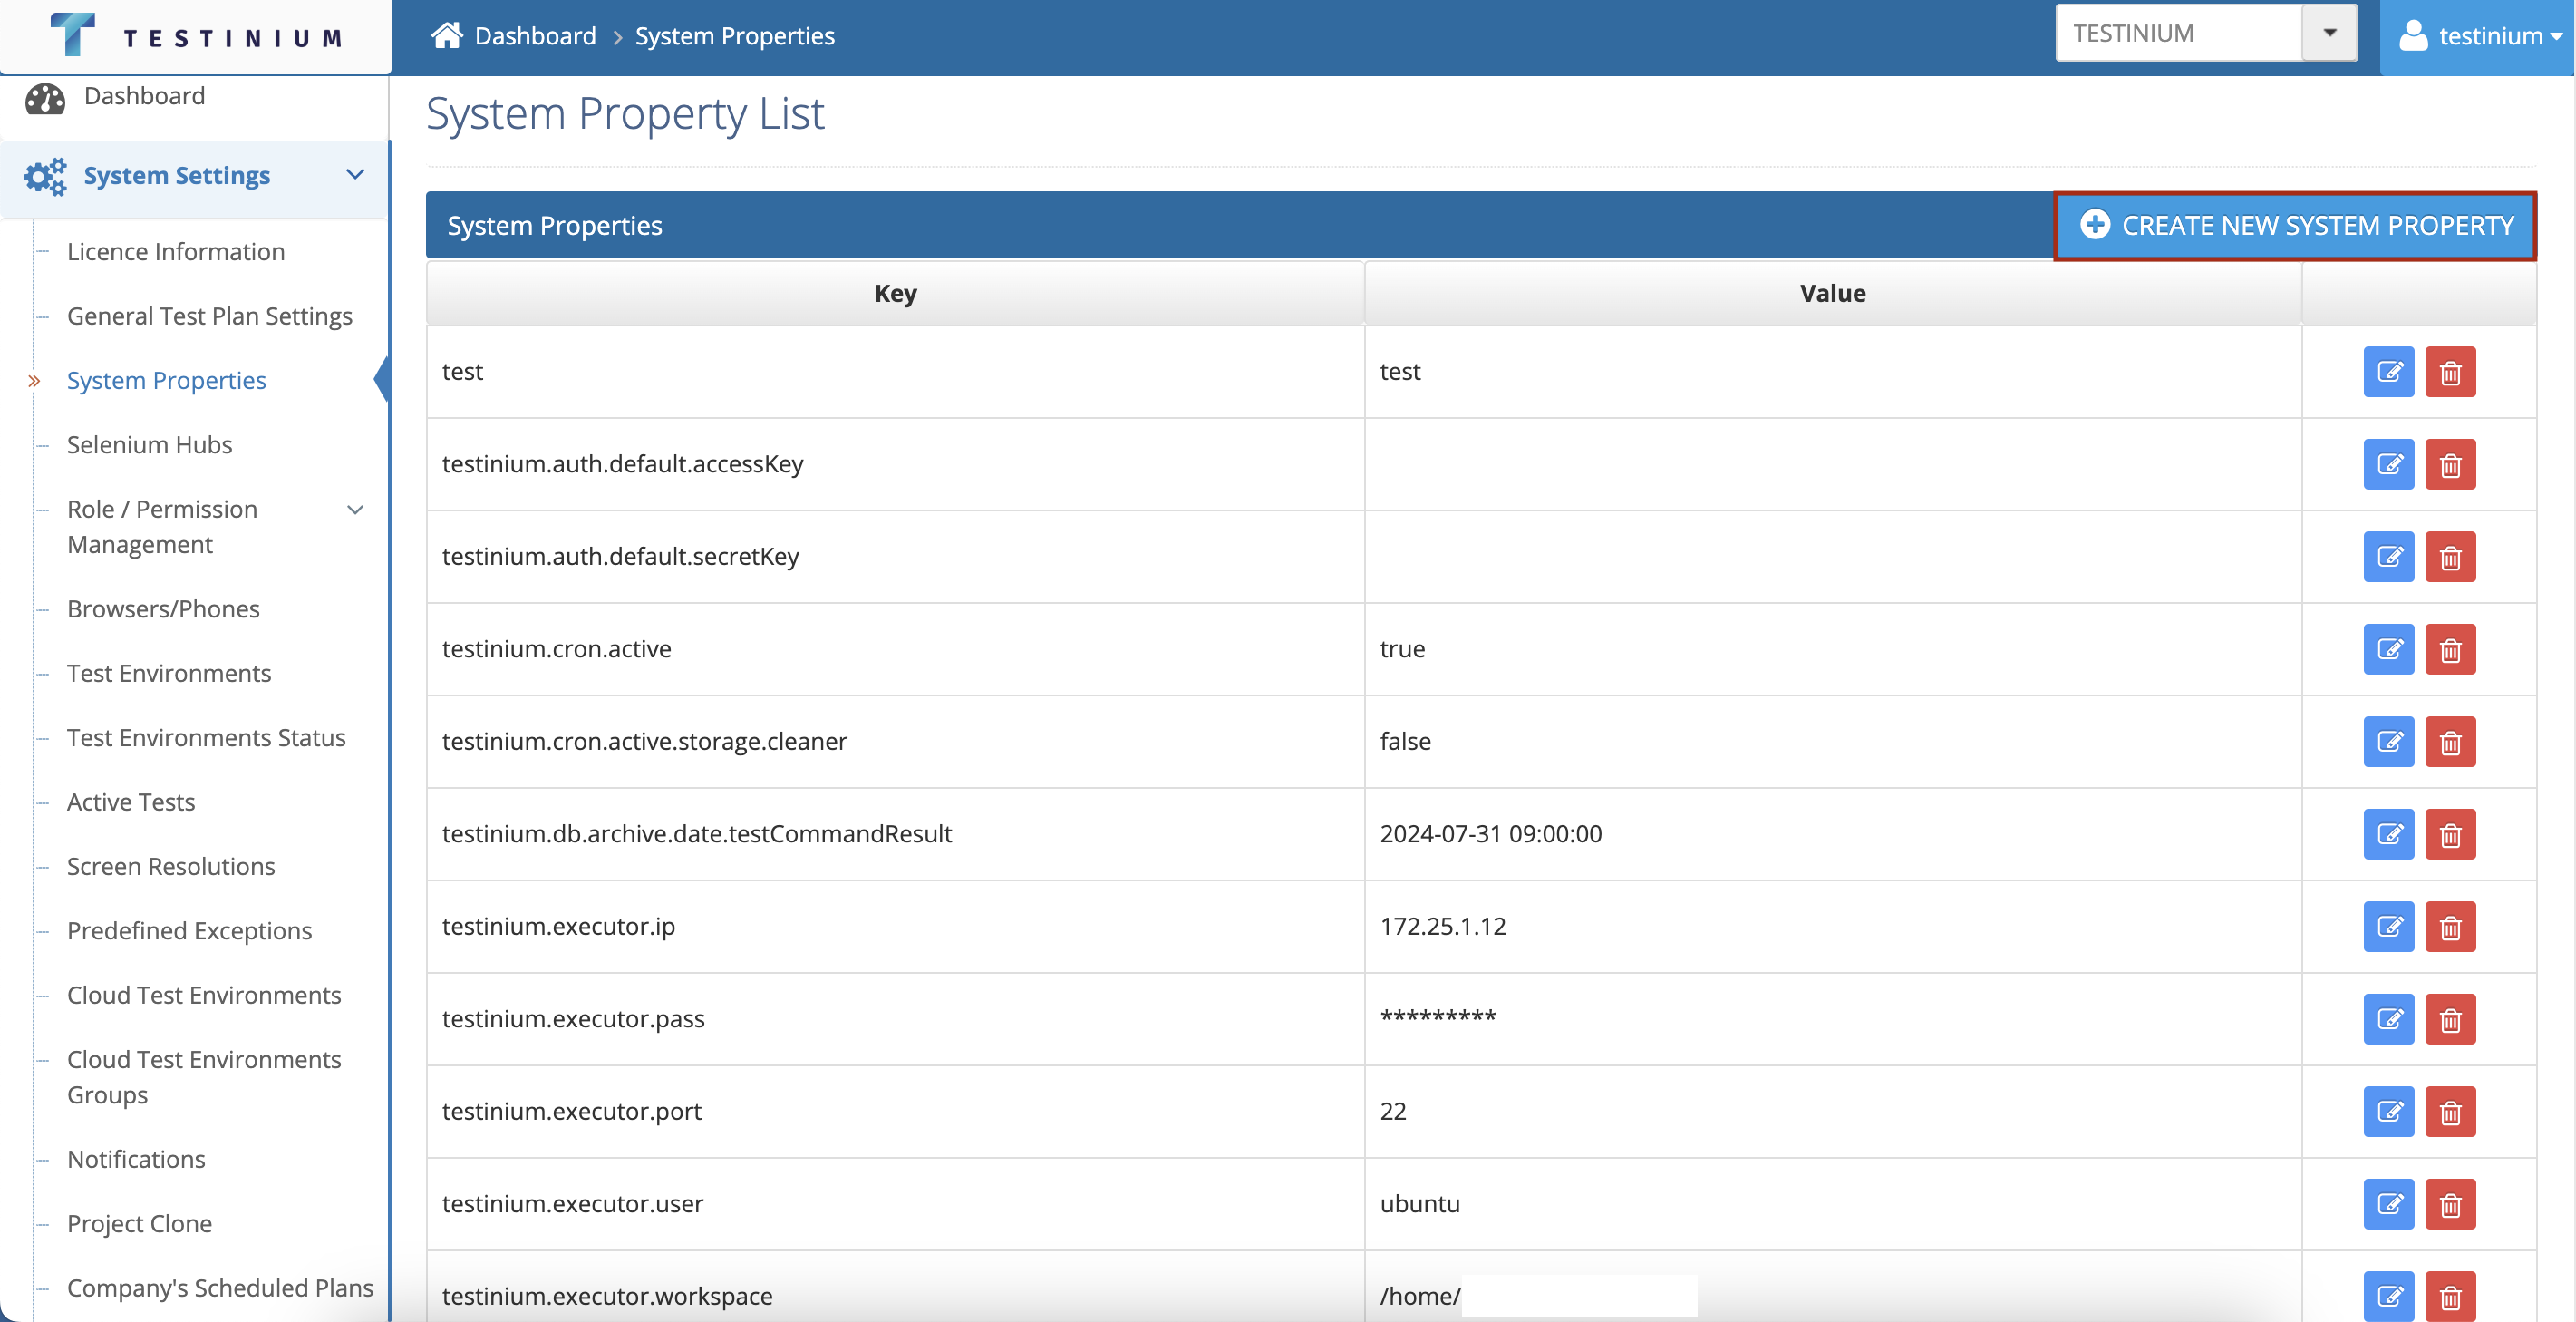 TESTINIUM
Dashboard > System Properties
TESTINIUM
testinium
Dashboard
System Settings
Licence Information
General Test Plan Settings
System Properties
Selenium Hubs
Role / Permission
Management
Browsers/Phones
Test Environments
Test Environments Status
Active Tests
Screen Resolutions
Predefined Exceptions
Cloud Test Environments
Cloud Test Environments
Groups
Notifications
Project Clone
Company's Scheduled Plans
System Property List
System Properties
CREATE NEW SYSTEM PROPERTY
Key Value
test test
testinium.auth.default.accessKey
testinium.auth.default.secretKey
testinium.cron.active true
testinium.cron.active.storage.cleaner false
testinium.db.archive.date.testCommandResult 2024-07-31 09:00:00
testinium.executor.ip 172.25.1.12
testinium.executor.pass *********
testinium.executor.port 22
testinium.executor.user ubuntu
testinium.executor.workspace /home/